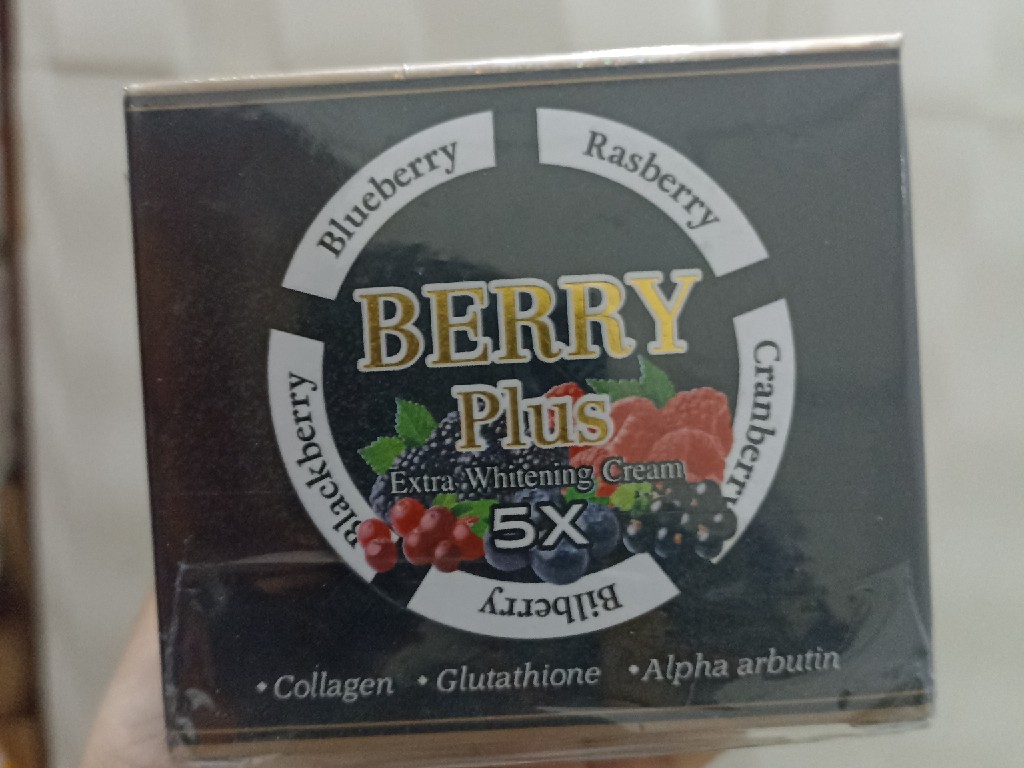 Blueberry
Rasberry
BERRY
Plus
Extra Whitening Cream
5X
Blackberry
Cranberry
Bilberry
• Collagen • Glutathione • Alpha arbutin